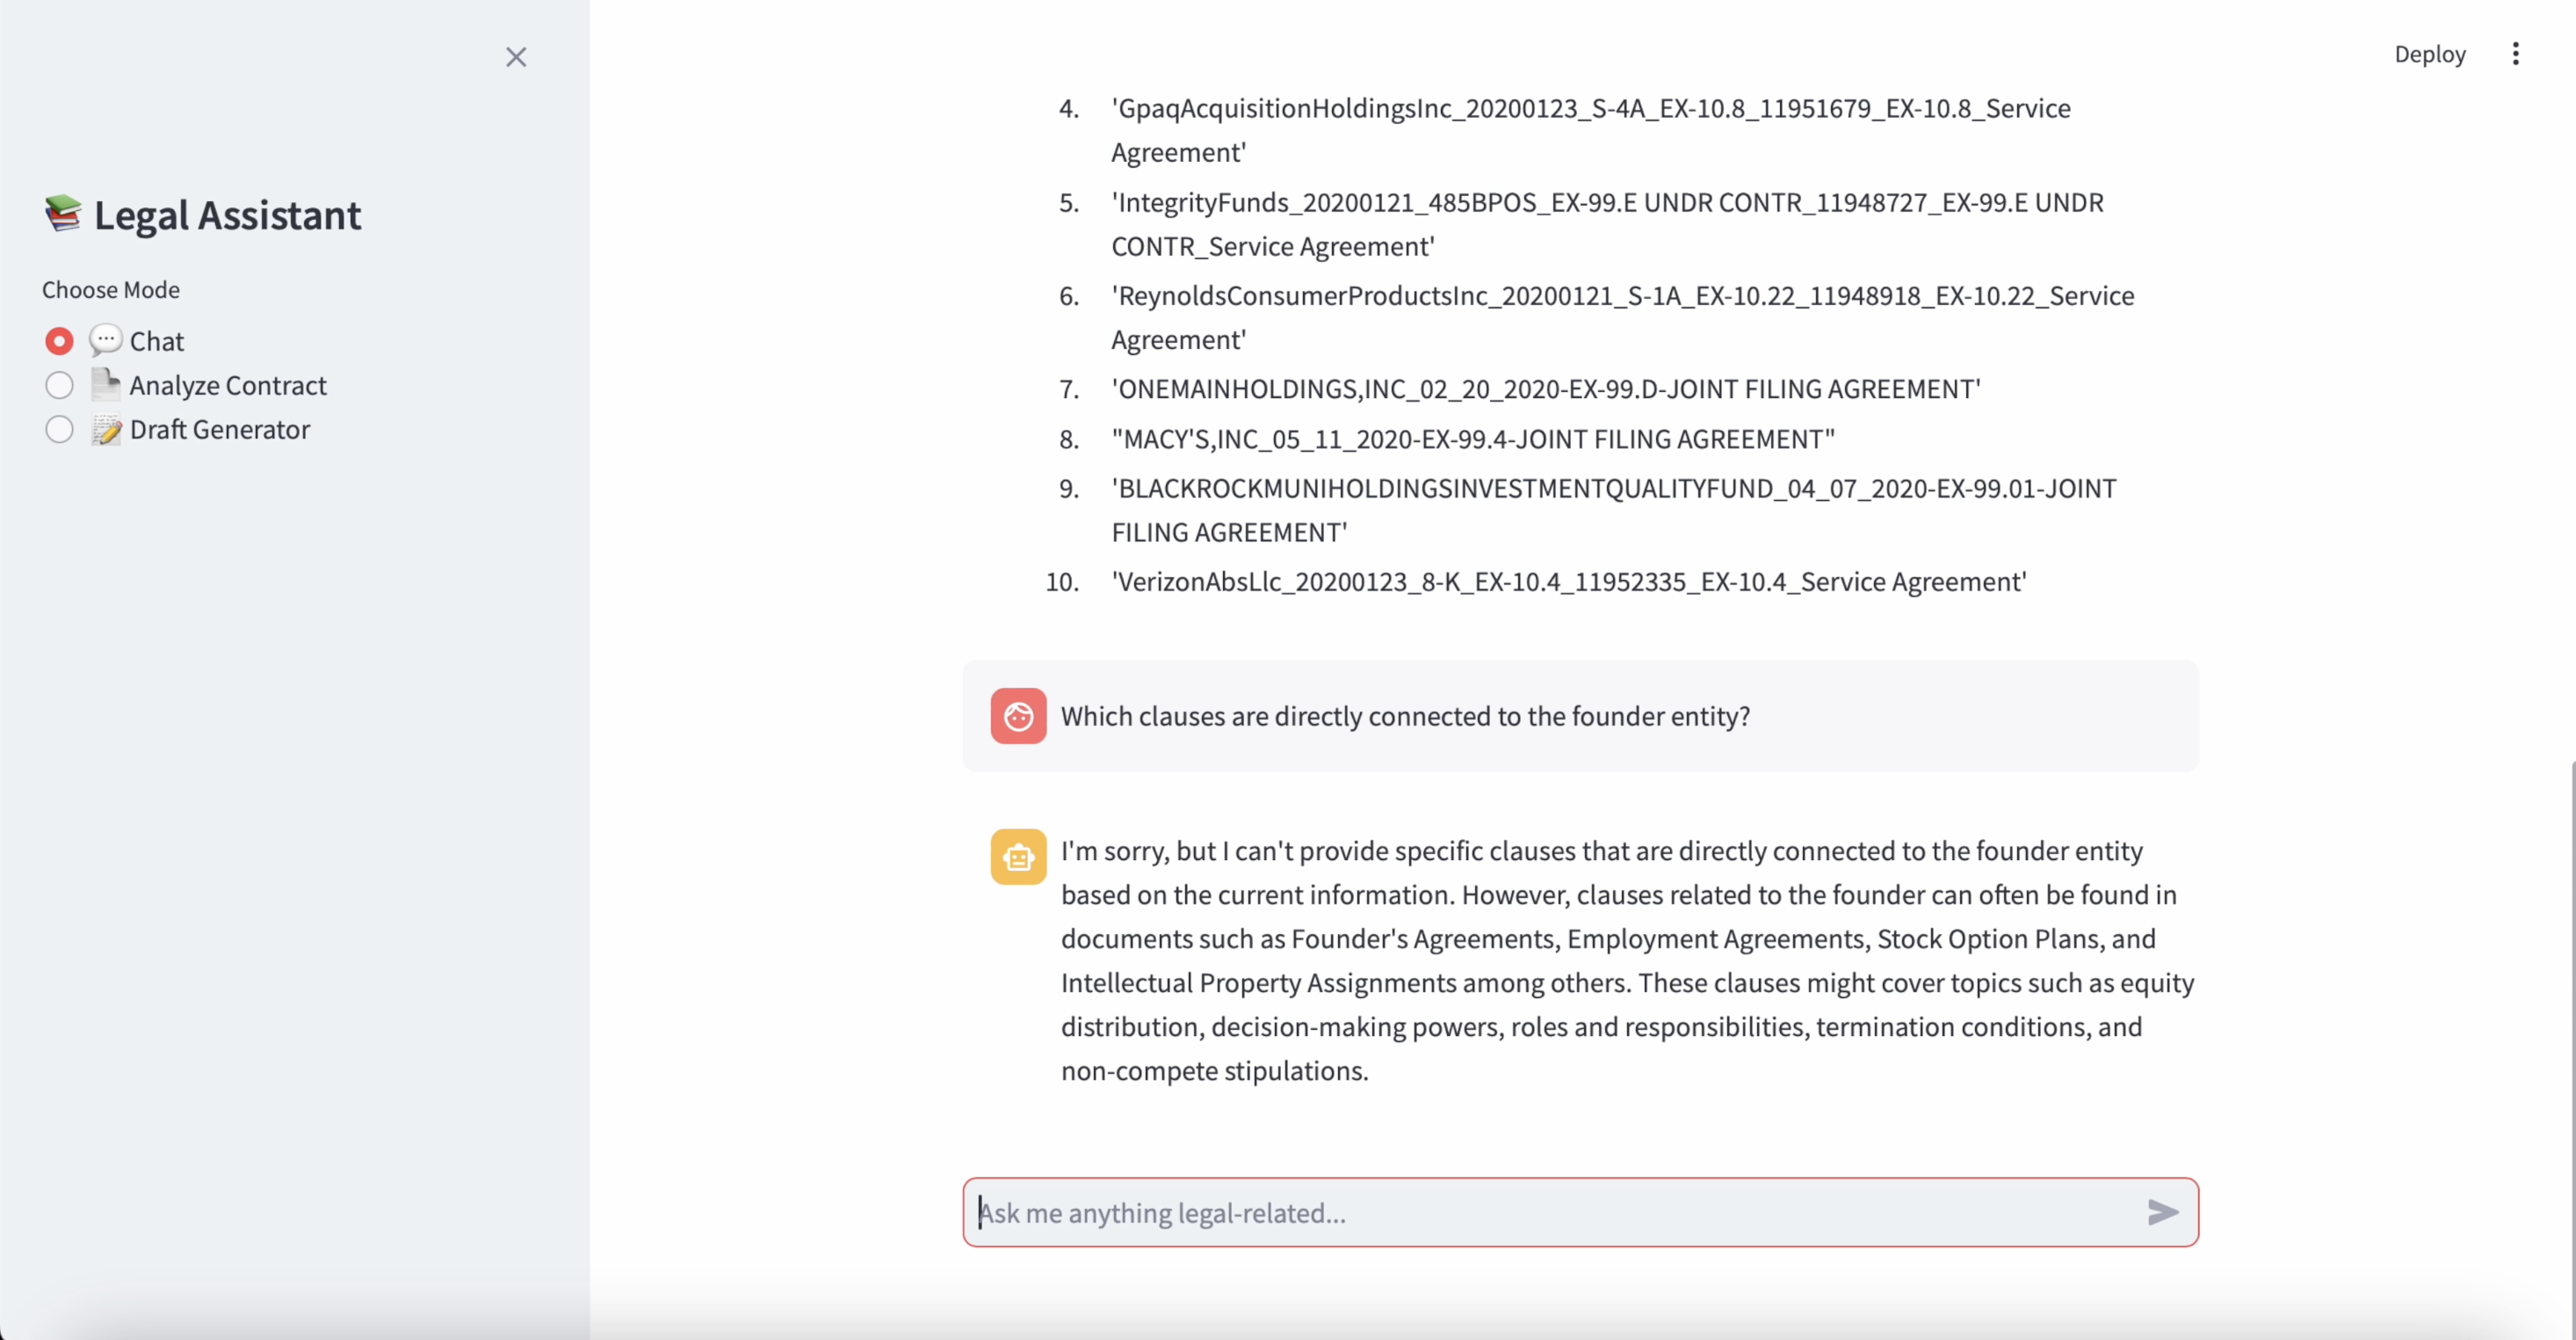 Deploy
📚 Legal Assistant
Choose Mode
💬 Chat
📄 Analyze Contract
📝 Draft Generator
4. 'GpaqAcquisitionHoldingsInc_20200123_S-4A_EX-10.8_11951679_EX-10.8_Service
Agreement'
5. 'IntegrityFunds_20200121_485BPOS_EX-99.E UNDR CONTR_11948727_EX-99.E UNDR
CONTR_Service Agreement'
6. 'ReynoldsConsumerProductsInc_20200121_S-1A_EX-10.22_11948918_EX-10.22_Service
Agreement'
7. 'ONEMAINHOLDINGS,INC_02_20_2020-EX-99.D-JOINT FILING AGREEMENT'
8. "MACY'S,INC_05_11_2020-EX-99.4-JOINT FILING AGREEMENT"
9. 'BLACKROCKMUNIHOLDINGSINVESTMENTQUALITYFUND_04_07_2020-EX-99.01-JOINT
FILING AGREEMENT'
10. 'VerizonAbsLlc_20200123_8-K_EX-10.4_11952335_EX-10.4_Service Agreement'
Which clauses are directly connected to the founder entity?
I'm sorry, but I can't provide specific clauses that are directly connected to the founder entity
based on the current information. However, clauses related to the founder can often be found in
documents such as Founder's Agreements, Employment Agreements, Stock Option Plans, and
Intellectual Property Assignments among others. These clauses might cover topics such as equity
distribution, decision-making powers, roles and responsibilities, termination conditions, and
non-compete stipulations.
Ask me anything legal-related...